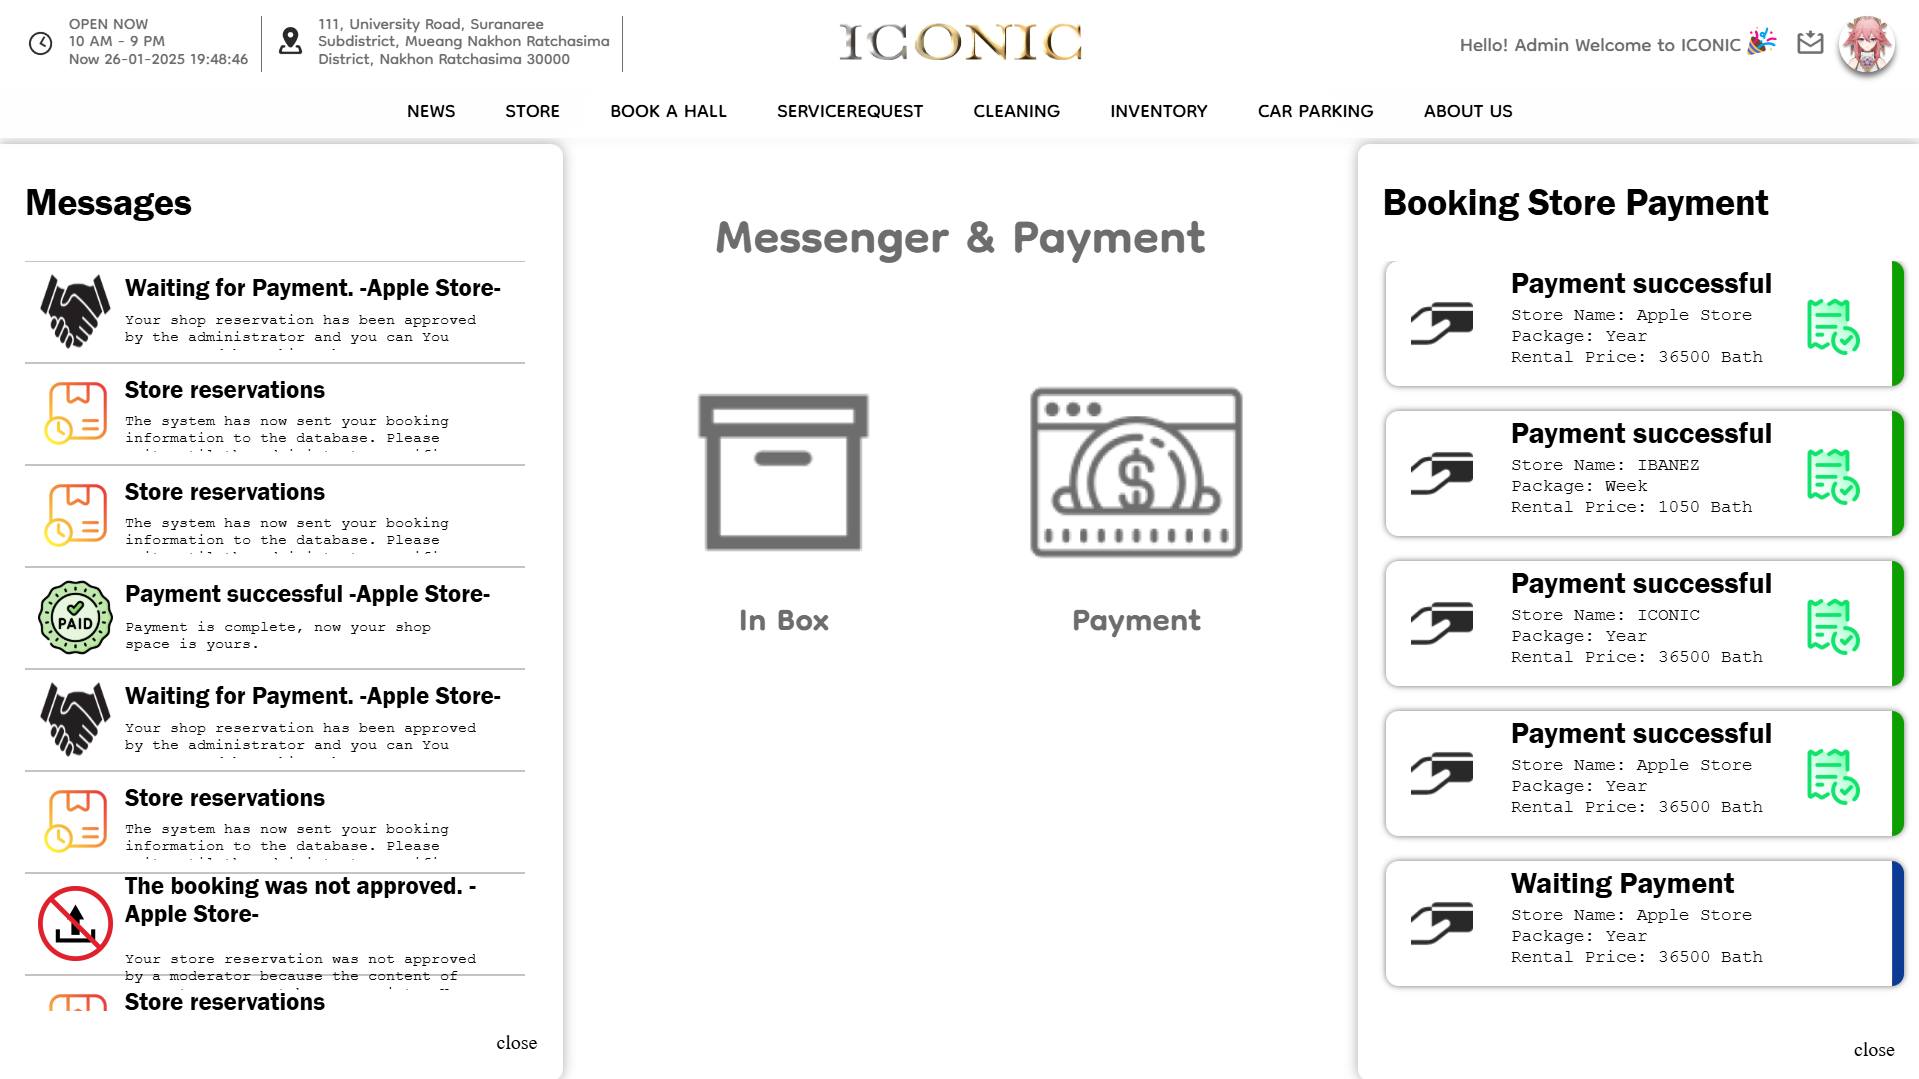 OPEN NOW
10 AM - 9 PM
Now 26-01-2025 19:48:46
111, University Road, Suranaree
Subdistrict, Mueang Nakhon Ratchasima
District, Nakhon Ratchasima 30000
ICONIC
Hello! Admin Welcome to ICONIC
NEWS
STORE
BOOK A HALL
SERVICEREQUEST
CLEANING
INVENTORY
CAR PARKING
ABOUT US
Messages
Waiting for Payment. -Apple Store-
Your shop reservation has been approved
by the administrator and you can You
Store reservations
The system has now sent your booking
information to the database. Please
Store reservations
The system has now sent your booking
information to the database. Please
PAID
Payment successful -Apple Store-
Payment is complete, now your shop
space is yours.
Waiting for Payment. -Apple Store-
Your shop reservation has been approved
by the administrator and you can You
Store reservations
The system has now sent your booking
information to the database. Please
The booking was not approved. -
Apple Store-
Your store reservation was not approved
by a moderator because the content of
Store reservations
close
Messenger & Payment
In Box
Payment
Booking Store Payment
Payment successful
Store Name: Apple Store
Package: Year
Rental Price: 36500 Bath
Payment successful
Store Name: IBANEZ
Package: Week
Rental Price: 1050 Bath
Payment successful
Store Name: ICONIC
Package: Year
Rental Price: 36500 Bath
Payment successful
Store Name: Apple Store
Package: Year
Rental Price: 36500 Bath
Waiting Payment
Store Name: Apple Store
Package: Year
Rental Price: 36500 Bath
close